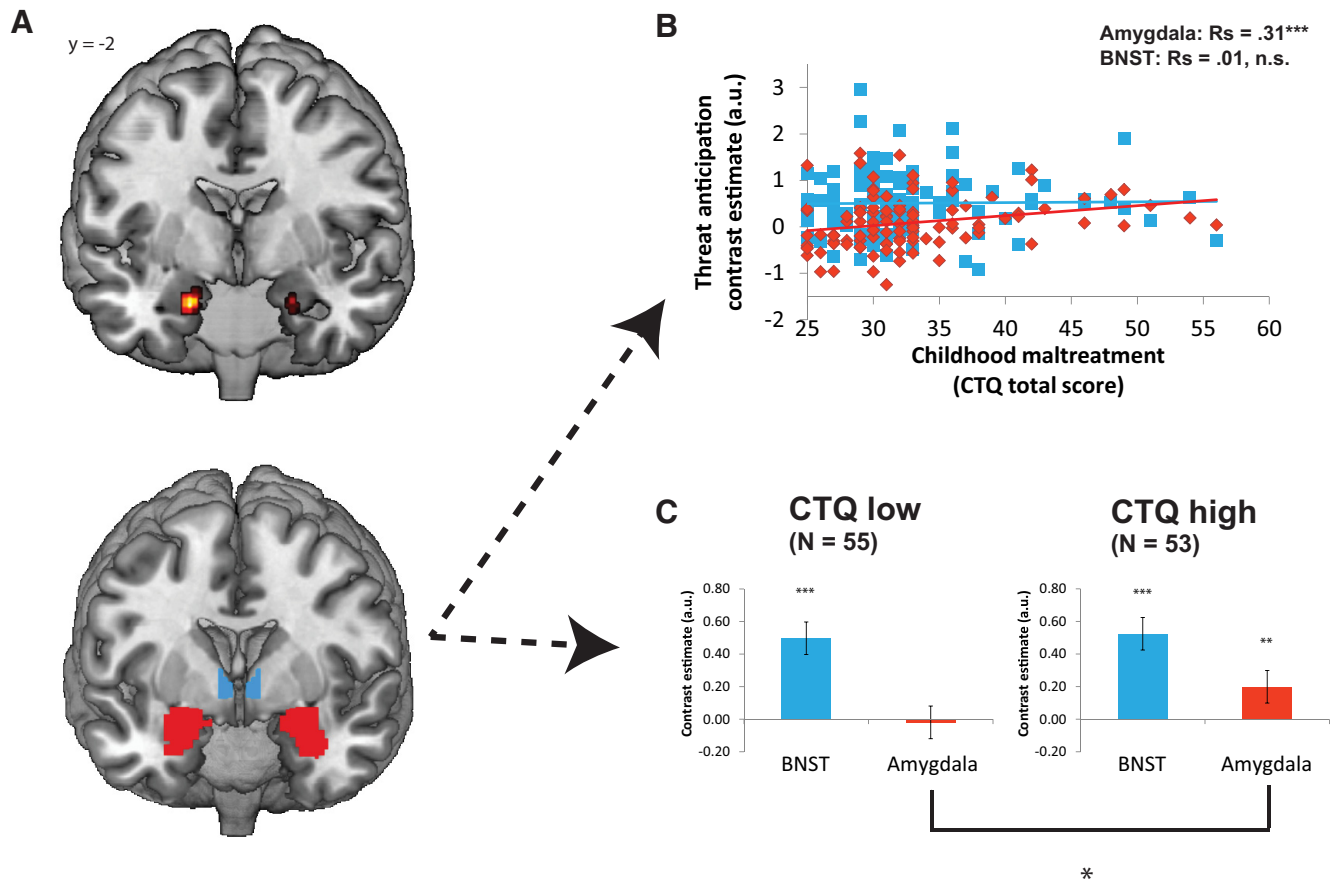 A
y = -2
B
Amygdala: Rs = .31***
BNST: Rs = .01, n.s.
Threat anticipation
contrast estimate (a.u.)
3
2
1
0
-1
-2
25 30 35 40 45 50 55 60
Childhood maltreatment
(CTQ total score)
C
CTQ low
(N = 55)
Contrast estimate (a.u.)
0.80
0.60
0.40
0.20
0.00
-0.20
***
BNST Amygdala
CTQ high
(N = 53)
Contrast estimate (a.u.)
0.80
0.60
0.40
0.20
0.00
-0.20
***
**
BNST Amygdala
*